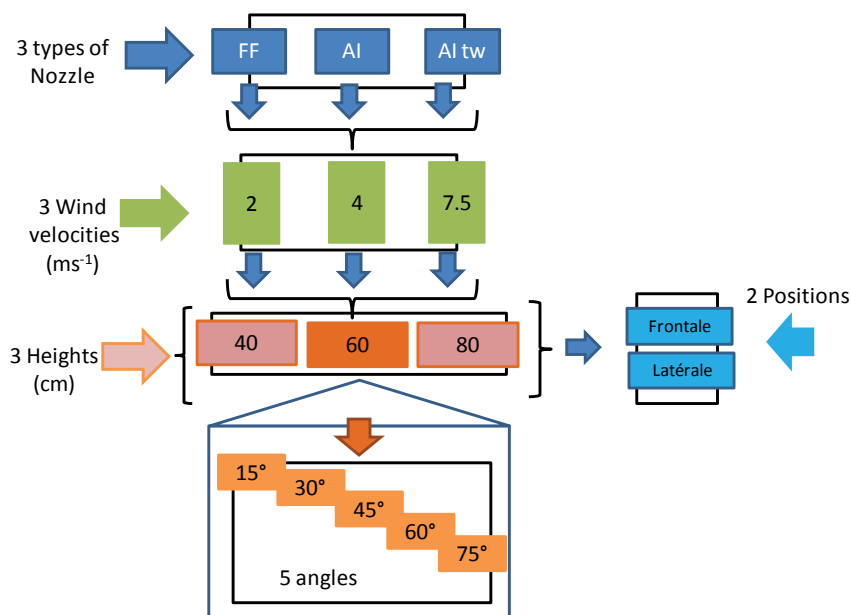 3 types of
Nozzle
FF
AI
AI tw
3 Wind
velocities
(ms⁻¹)
2
4
7.5
3 Heights
(cm)
40
60
80
2 Positions
Frontale
Latérale
15°
30°
45°
60°
75°
5 angles